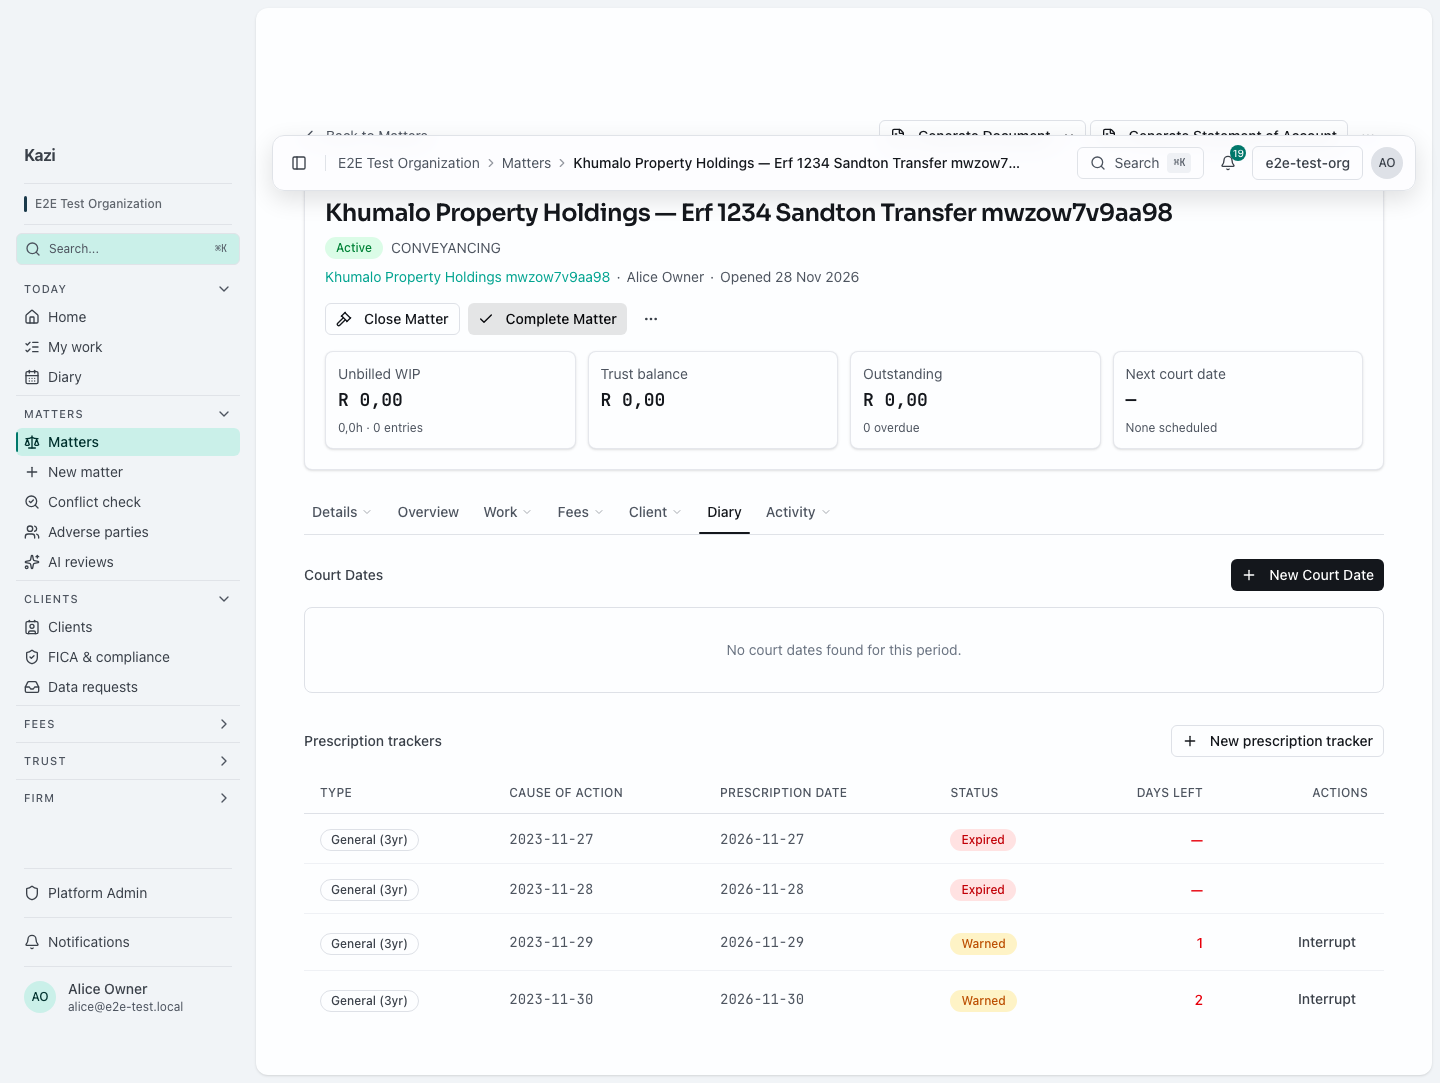 Kazi
E2E Test Organization
Search...
⌘K
TODAY
Home
My work
Diary
MATTERS
Matters
New matter
Conflict check
Adverse parties
AI reviews
CLIENTS
Clients
FICA & compliance
Data requests
FEES
TRUST
FIRM
Platform Admin
Notifications
AO
Alice Owner
alice@e2e-test.local
Back to Matters
Generate Document
Generate Statement of Account
E2E Test Organization
Matters
Khumalo Property Holdings — Erf 1234 Sandton Transfer mwzow7...
Search ⌘K
19
e2e-test-org
AO
Khumalo Property Holdings — Erf 1234 Sandton Transfer mwzow7v9aa98
Active CONVEYANCING
Khumalo Property Holdings mwzow7v9aa98 · Alice Owner · Opened 28 Nov 2026
Close Matter
Complete Matter
Unbilled WIP
R 0,00
0,0h · 0 entries
Trust balance
R 0,00
Outstanding
R 0,00
0 overdue
Next court date
—
None scheduled
Details Overview Work Fees Client Diary Activity
Court Dates
New Court Date
No court dates found for this period.
Prescription trackers
New prescription tracker
TYPE CAUSE OF ACTION PRESCRIPTION DATE STATUS DAYS LEFT ACTIONS
General (3yr) 2023-11-27 2026-11-27 Expired —
General (3yr) 2023-11-28 2026-11-28 Expired —
General (3yr) 2023-11-29 2026-11-29 Warned 1 Interrupt
General (3yr) 2023-11-30 2026-11-30 Warned 2 Interrupt